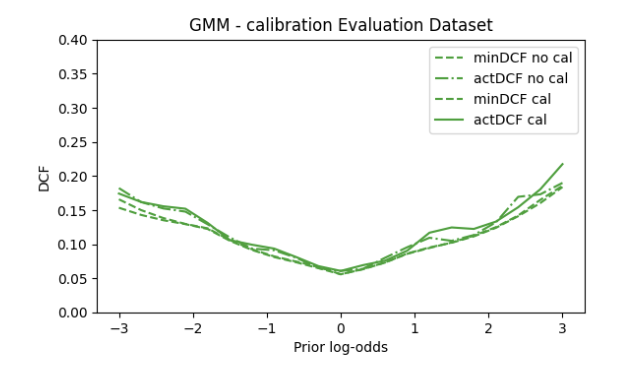 GMM - calibration Evaluation Dataset
0.40
0.35
0.30
0.25
0.20
0.15
0.10
0.05
0.00
DCF
minDCF no cal
actDCF no cal
minDCF cal
actDCF cal
−3
−2
−1
0
1
2
3
Prior log-odds